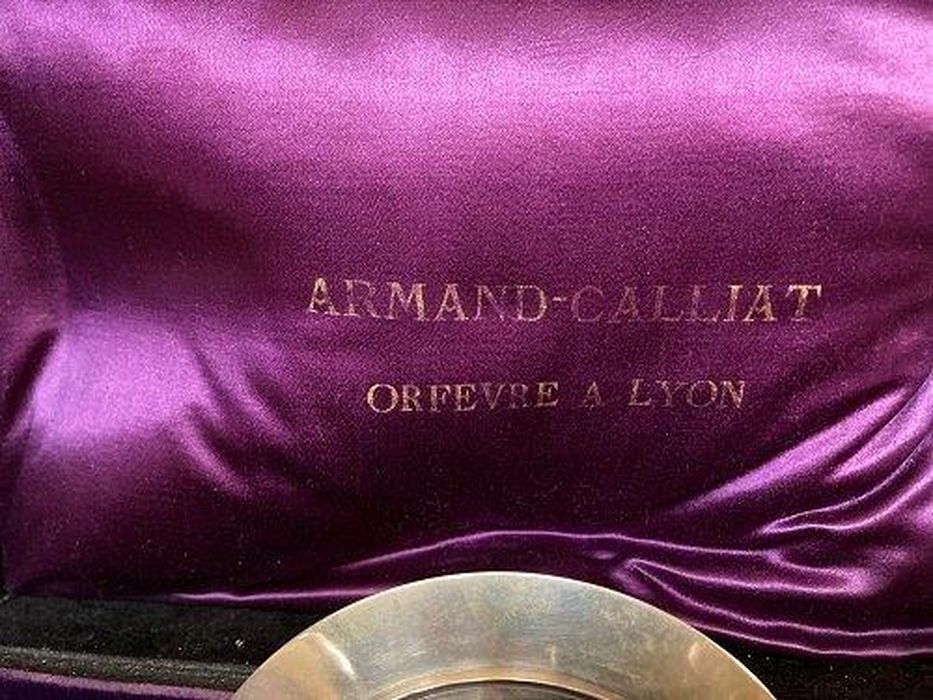 ARMAND-CALLIAT
ORFEVRE A LYON